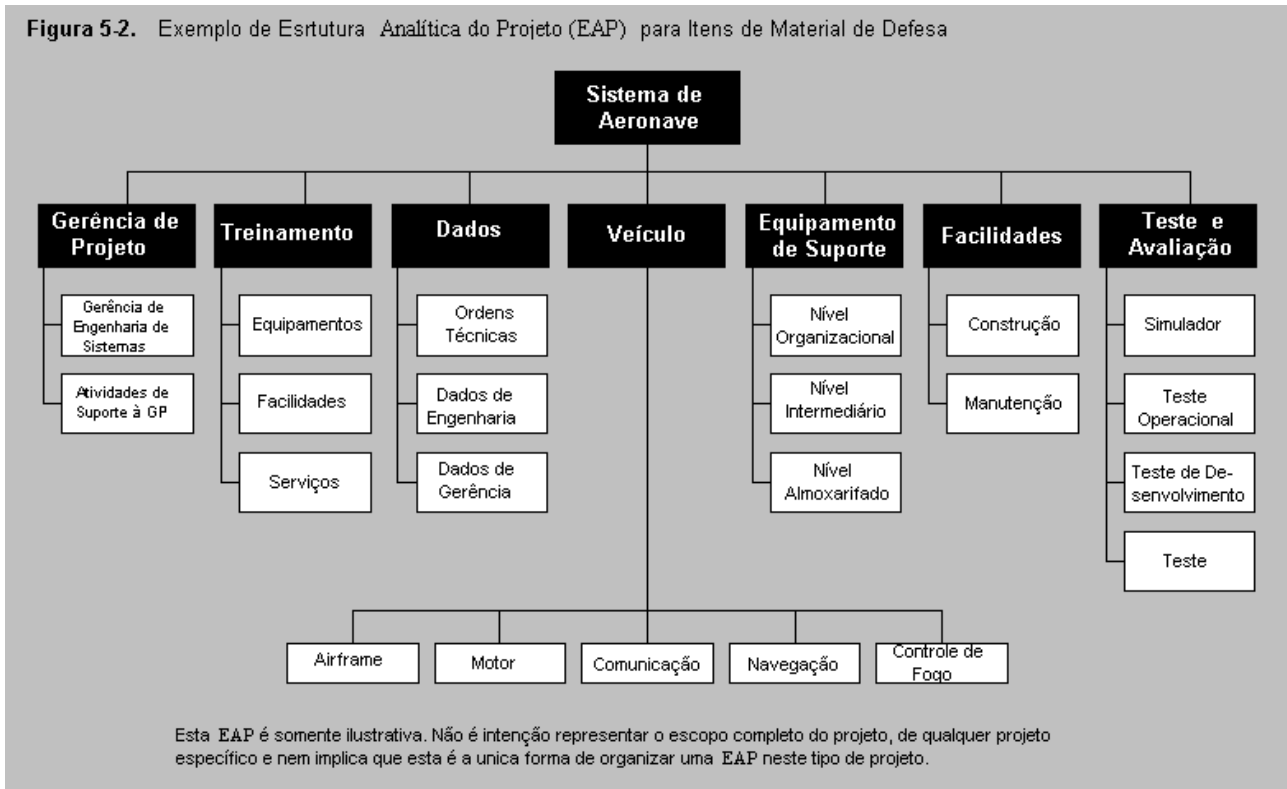 Figura 5-2. Exemplo de Esrtutura Analítica do Projeto (EAP) para Itens de Material de Defesa
Sistema de
Aeronave
Gerência de
Projeto
Treinamento
Dados
Veículo
Equipamento
de Suporte
Facilidades
Teste e
Avaliação
Gerência de
Engenharia de
Sistemas
Atividades de
Suporte à GP
Equipamentos
Facilidades
Serviços
Ordens
Técnicas
Dados de
Engenharia
Dados de
Gerência
Nível
Organizacional
Nível
Intermediário
Nível
Almoxarifado
Construção
Manutenção
Simulador
Teste
Operacional
Teste de De-
senvolvimento
Teste
Airframe
Motor
Comunicação
Navegação
Controle de
Fogo
Esta EAP é somente ilustrativa. Não é intenção representar o escopo completo do projeto, de qualquer projeto
específico e nem implica que esta é a unica forma de organizar uma EAP neste tipo de projeto.